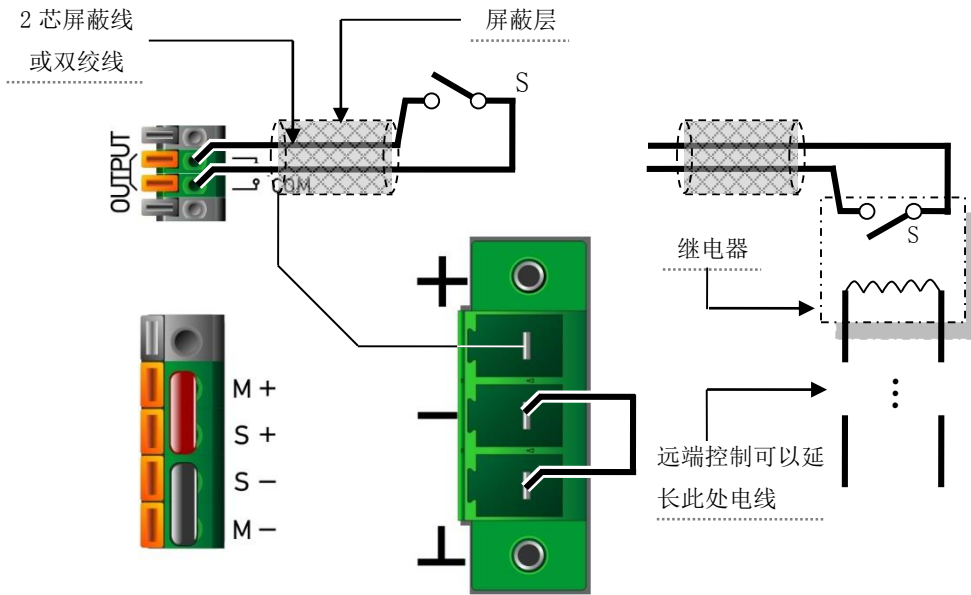 2 芯屏蔽线
或双绞线
屏蔽层
S
OUTPUT
COM
S
继电器
+
M +
S +
S −
M −
−
⊥
远端控制可以延
长此处电线